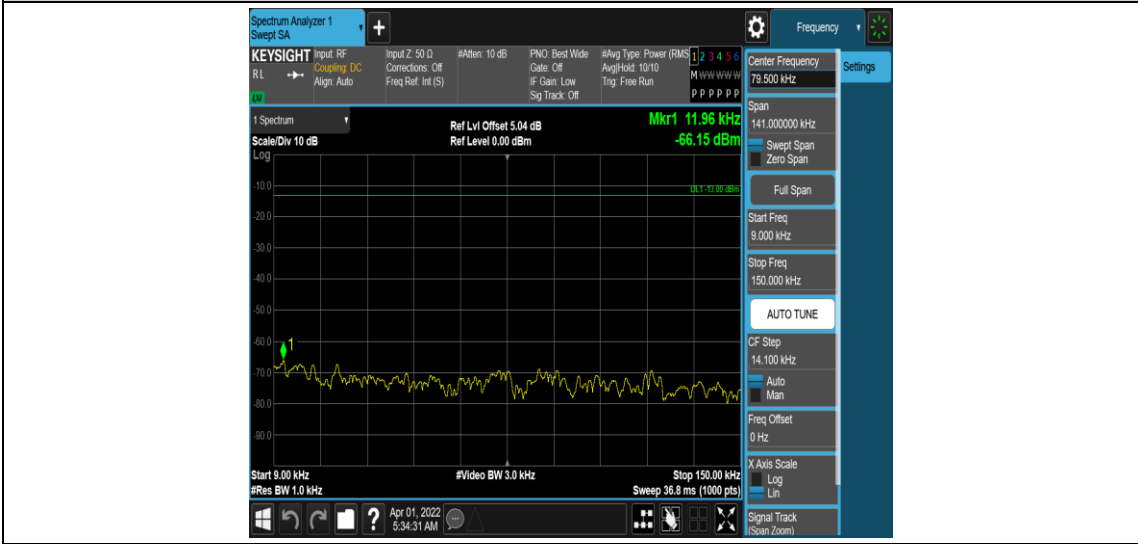 Spectrum Analyzer 1
Swept SA
+
Frequency
KEYSIGHT
Input: RF
Input Z: 50 Ω
#Atten: 10 dB
PNO: Best Wide
#Avg Type: Power (RMS
1 2 3 4 5 6
RL
Coupling: DC
Corrections: Off
Gate: Off
Avg|Hold: 10/10
M W W W W W
Align: Auto
Freq Ref: Int (S)
IF Gain: Low
Trig: Free Run
Sig Track: Off
P P P P P P
Center Frequency
79.500 kHz
Settings
Span
141.000000 kHz
Swept Span
Zero Span
Full Span
Start Freq
9.000 kHz
Stop Freq
150.000 kHz
AUTO TUNE
CF Step
14.100 kHz
Auto
Man
Freq Offset
0 Hz
X Axis Scale
Log
Lin
Signal Track
(Span Zoom)
1 Spectrum
Ref Lvl Offset 5.04 dB
Mkr1 11.96 kHz
Scale/Div 10 dB
Ref Level 0.00 dBm
-66.15 dBm
Log
-10.0
DL1 -13.00 dBm
-20.0
-30.0
-40.0
-50.0
-60.0
1
-70.0
-80.0
-90.0
Start 9.00 kHz
#Video BW 3.0 kHz
Stop 150.00 kHz
#Res BW 1.0 kHz
Sweep 36.8 ms (1000 pts)
?
Apr 01, 2022
5:34:31 AM